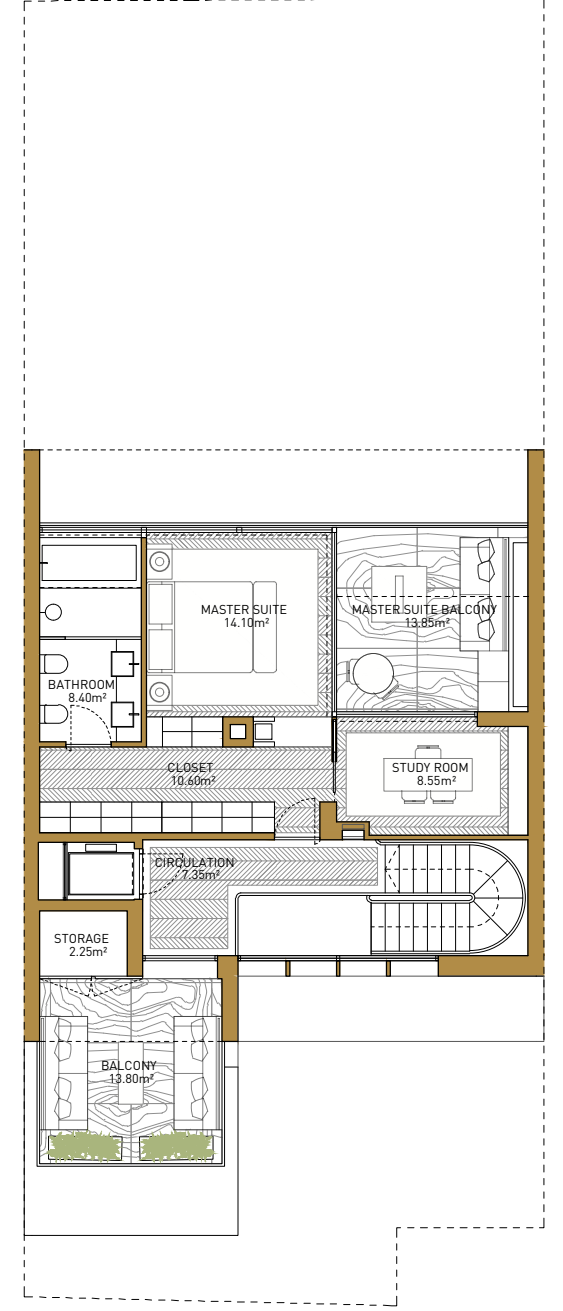 MASTER SUITE
14.10m²
MASTER SUITE BALCONY
13.85m²
BATHROOM
8.40m²
CLOSET
10.60m²
STUDY ROOM
8.55m²
CIRCULATION
7.35m²
STORAGE
2.25m²
BALCONY
13.80m²